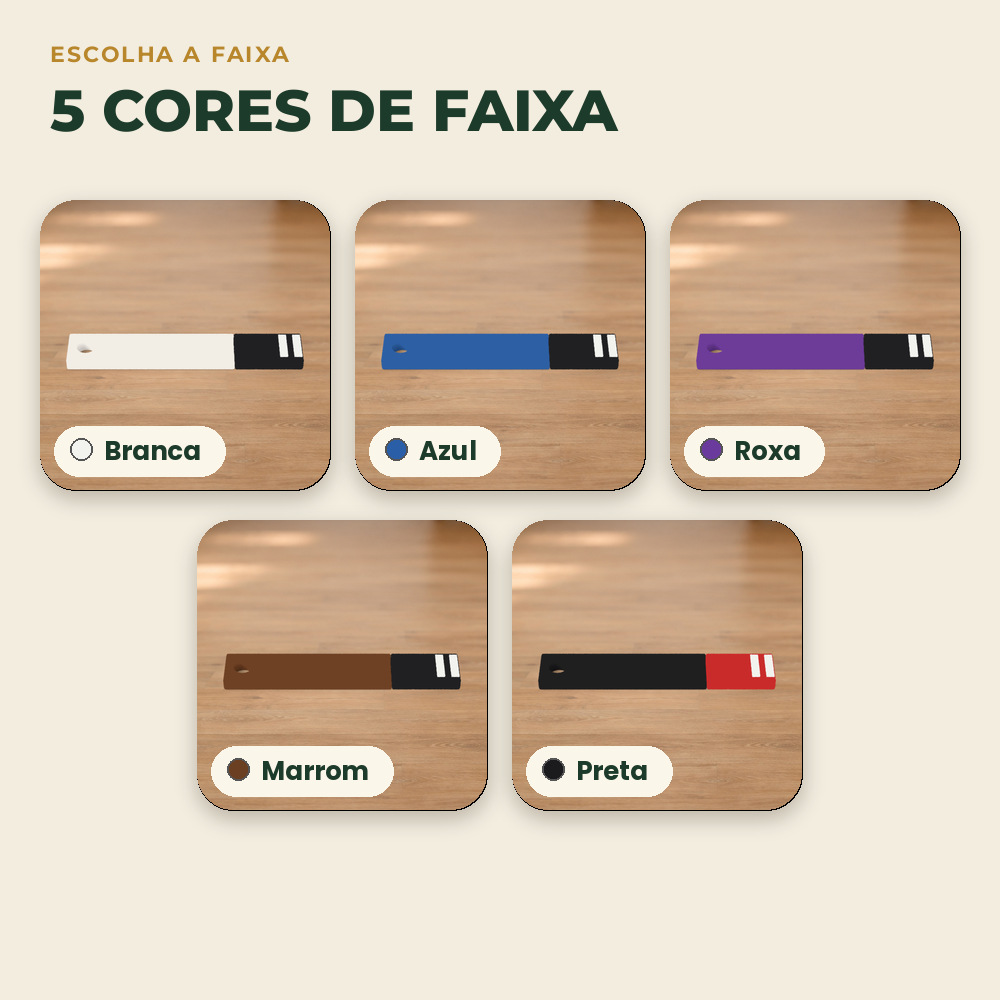 ESCOLHA A FAIXA
5 CORES DE FAIXA
Branca
Azul
Roxa
Marrom
Preta